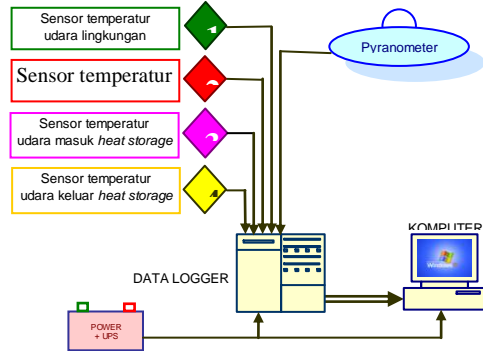 Sensor temperatur
udara lingkungan
Sensor temperatur
Sensor temperatur
udara masuk heat storage
Sensor temperatur
udara keluar heat storage
Pyranometer
KOMPUTER
DATA LOGGER
POWER
+ UPS